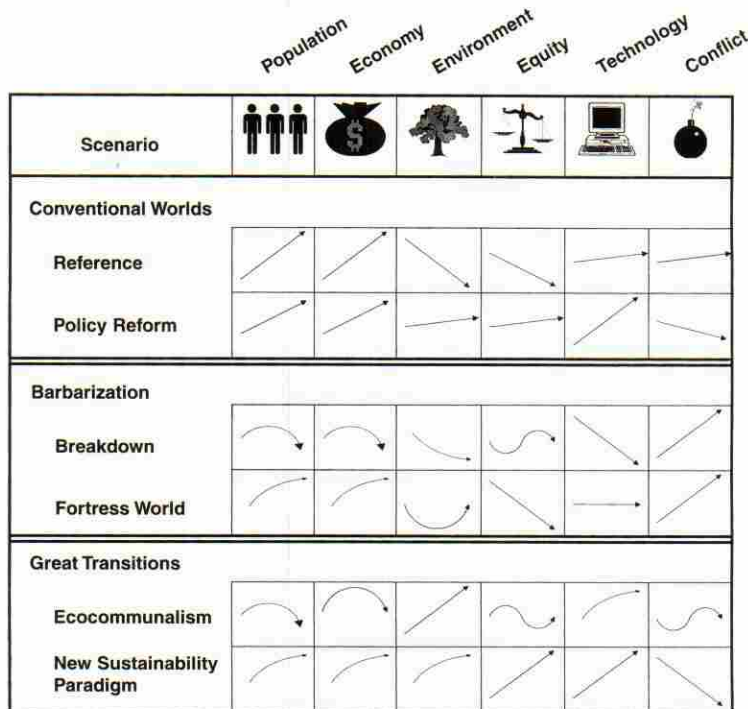 Population
Economy
Environment
Equity
Technology
Conflict
Scenario
$
Conventional Worlds
Reference
Policy Reform
Barbarization
Breakdown
Fortress World
Great Transitions
Ecocommunalism
New Sustainability
Paradigm